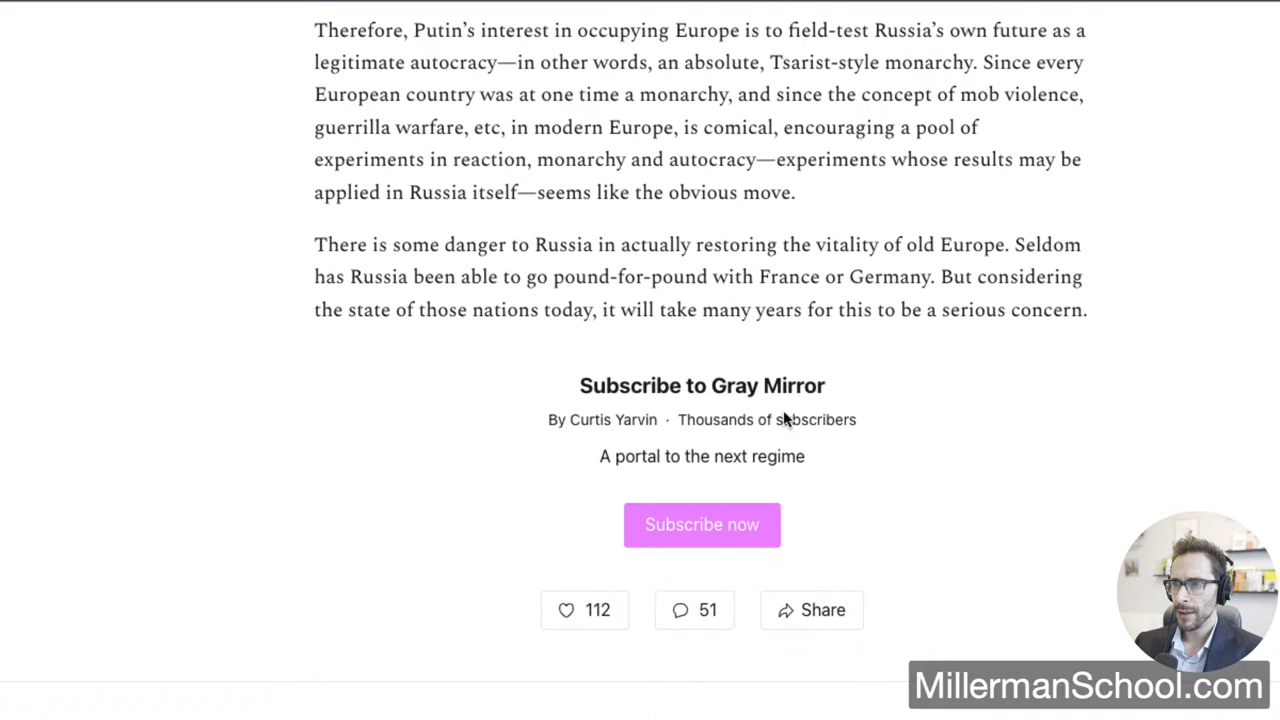 Therefore, Putin’s interest in occupying Europe is to field-test Russia’s own future as a
legitimate autocracy—in other words, an absolute, Tsarist-style monarchy. Since every
European country was at one time a monarchy, and since the concept of mob violence,
guerrilla warfare, etc, in modern Europe, is comical, encouraging a pool of
experiments in reaction, monarchy and autocracy—experiments whose results may be
applied in Russia itself—seems like the obvious move.
There is some danger to Russia in actually restoring the vitality of old Europe. Seldom
has Russia been able to go pound-for-pound with France or Germany. But considering
the state of those nations today, it will take many years for this to be a serious concern.
Subscribe to Gray Mirror
By Curtis Yarvin · Thousands of subscribers
A portal to the next regime
Subscribe now
112 51 Share
MillermanSchool.com